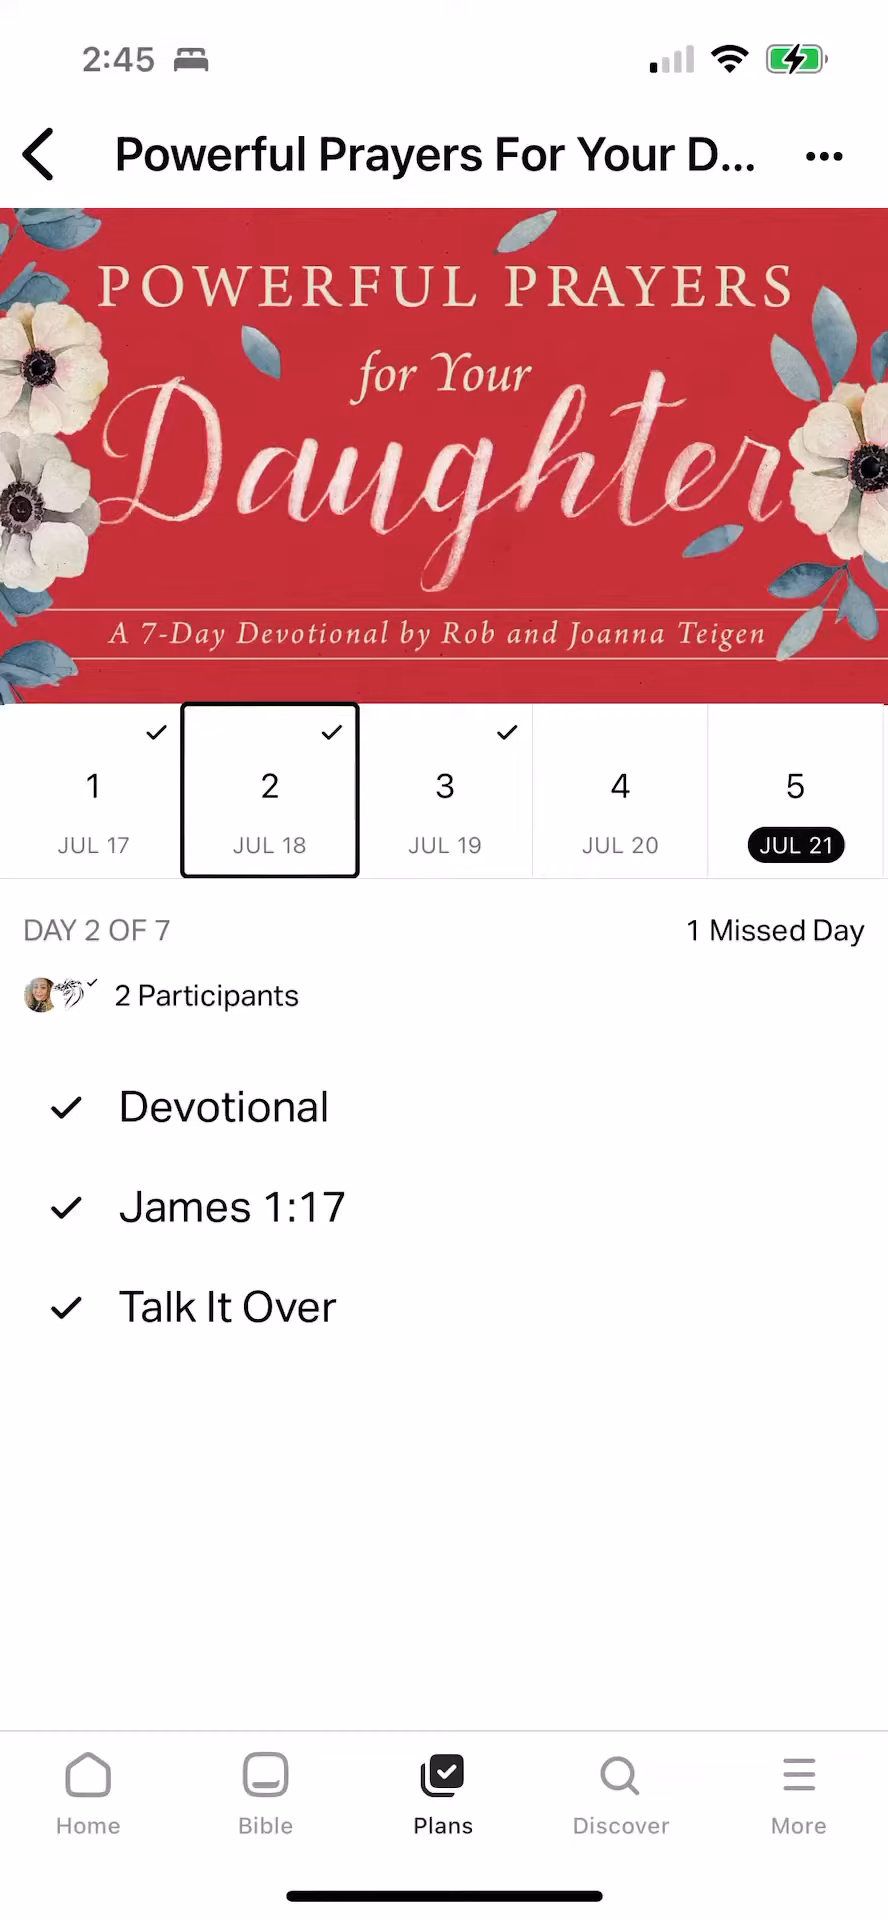 2:45
Powerful Prayers For Your D...
POWERFUL PRAYERS
for Your
Daughter
A 7-Day Devotional by Rob and Joanna Teigen
1 2 3 4 5
JUL 17 JUL 18 JUL 19 JUL 20 JUL 21
DAY 2 OF 7 1 Missed Day
2 Participants
Devotional
James 1:17
Talk It Over
Home Bible Plans Discover More